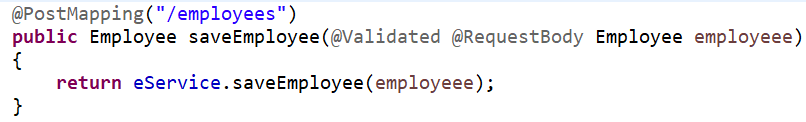 @PostMapping("/employees")
public Employee saveEmployee(@Validated @RequestBody Employee employeee)
{
    return eService.saveEmployee(employeee);
}